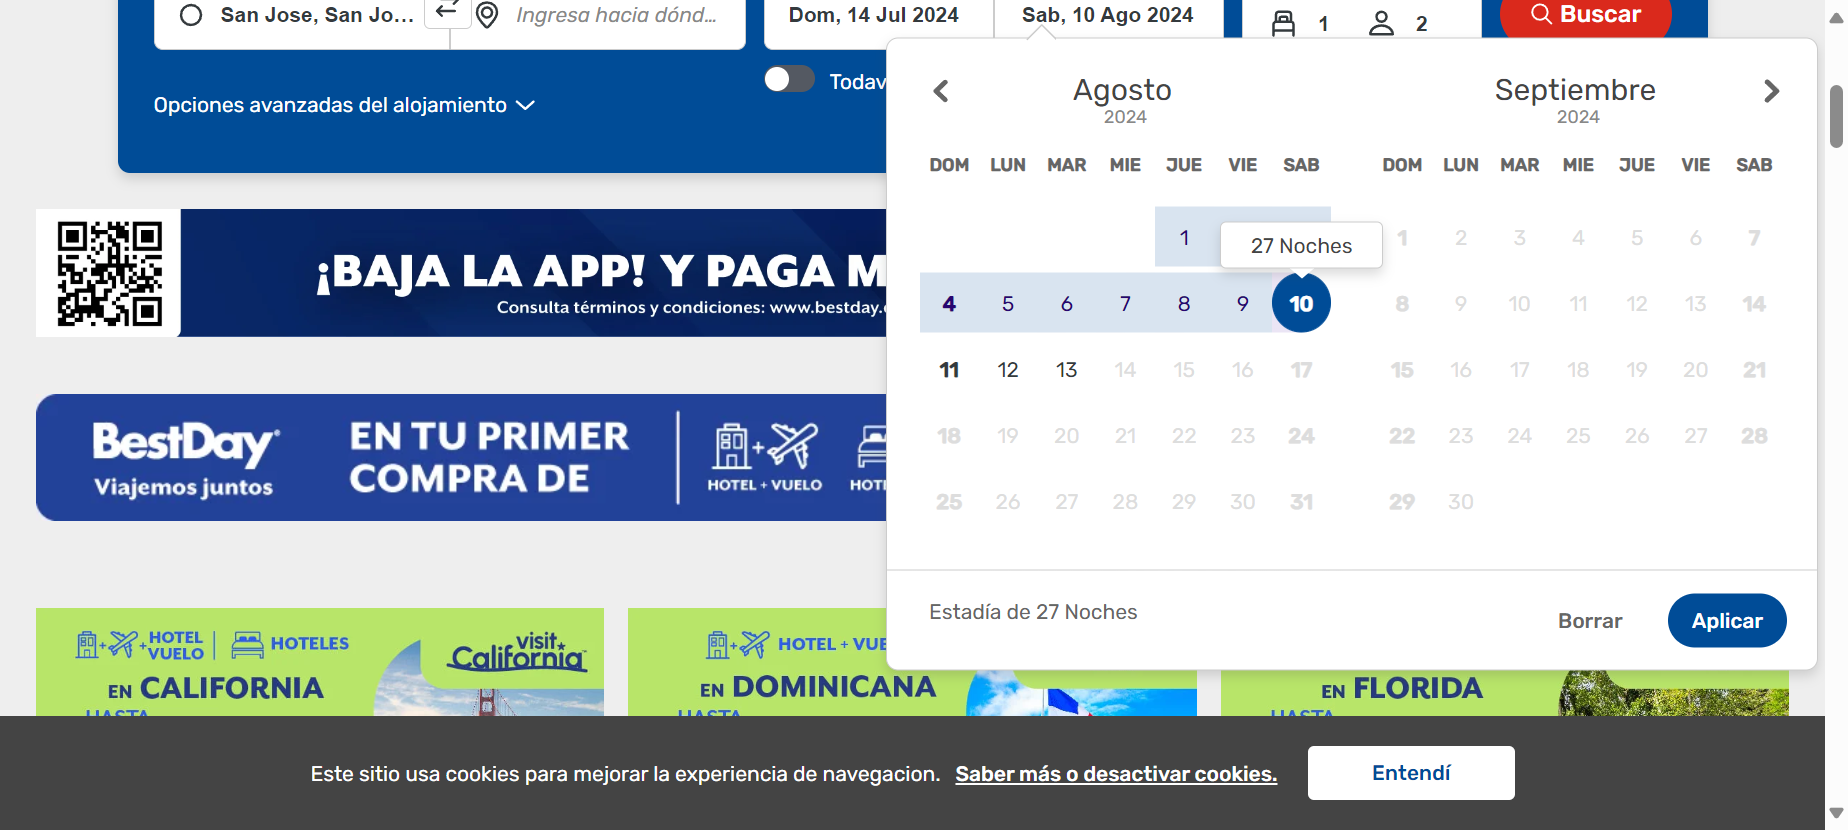 San Jose, San Jo...
Ingresa hacia dónd...
Dom, 14 Jul 2024
Sab, 10 Ago 2024
1
2
Buscar
Opciones avanzadas del alojamiento
Todav
Agosto
2024
Septiembre
2024
DOM LUN MAR MIE JUE VIE SAB
DOM LUN MAR MIE JUE VIE SAB
27 Noches
1
1 2 3 4 5 6 7
4 5 6 7 8 9 10
8 9 10 11 12 13 14
11 12 13 14 15 16 17
15 16 17 18 19 20 21
18 19 20 21 22 23 24
22 23 24 25 26 27 28
25 26 27 28 29 30 31
29 30
Estadía de 27 Noches
Borrar
Aplicar
¡BAJA LA APP! Y PAGA M
Consulta términos y condiciones: www.bestday.
BestDay
Viajemos juntos
EN TU PRIMER
COMPRA DE
HOTEL + VUELO
HOT
HOTEL
+VUELO
HOTELES
visit
California
EN CALIFORNIA
HASTA
HOTEL + VUE
EN DOMINICANA
HASTA
EN FLORIDA
HASTA
Este sitio usa cookies para mejorar la experiencia de navegacion. Saber más o desactivar cookies.
Entendí